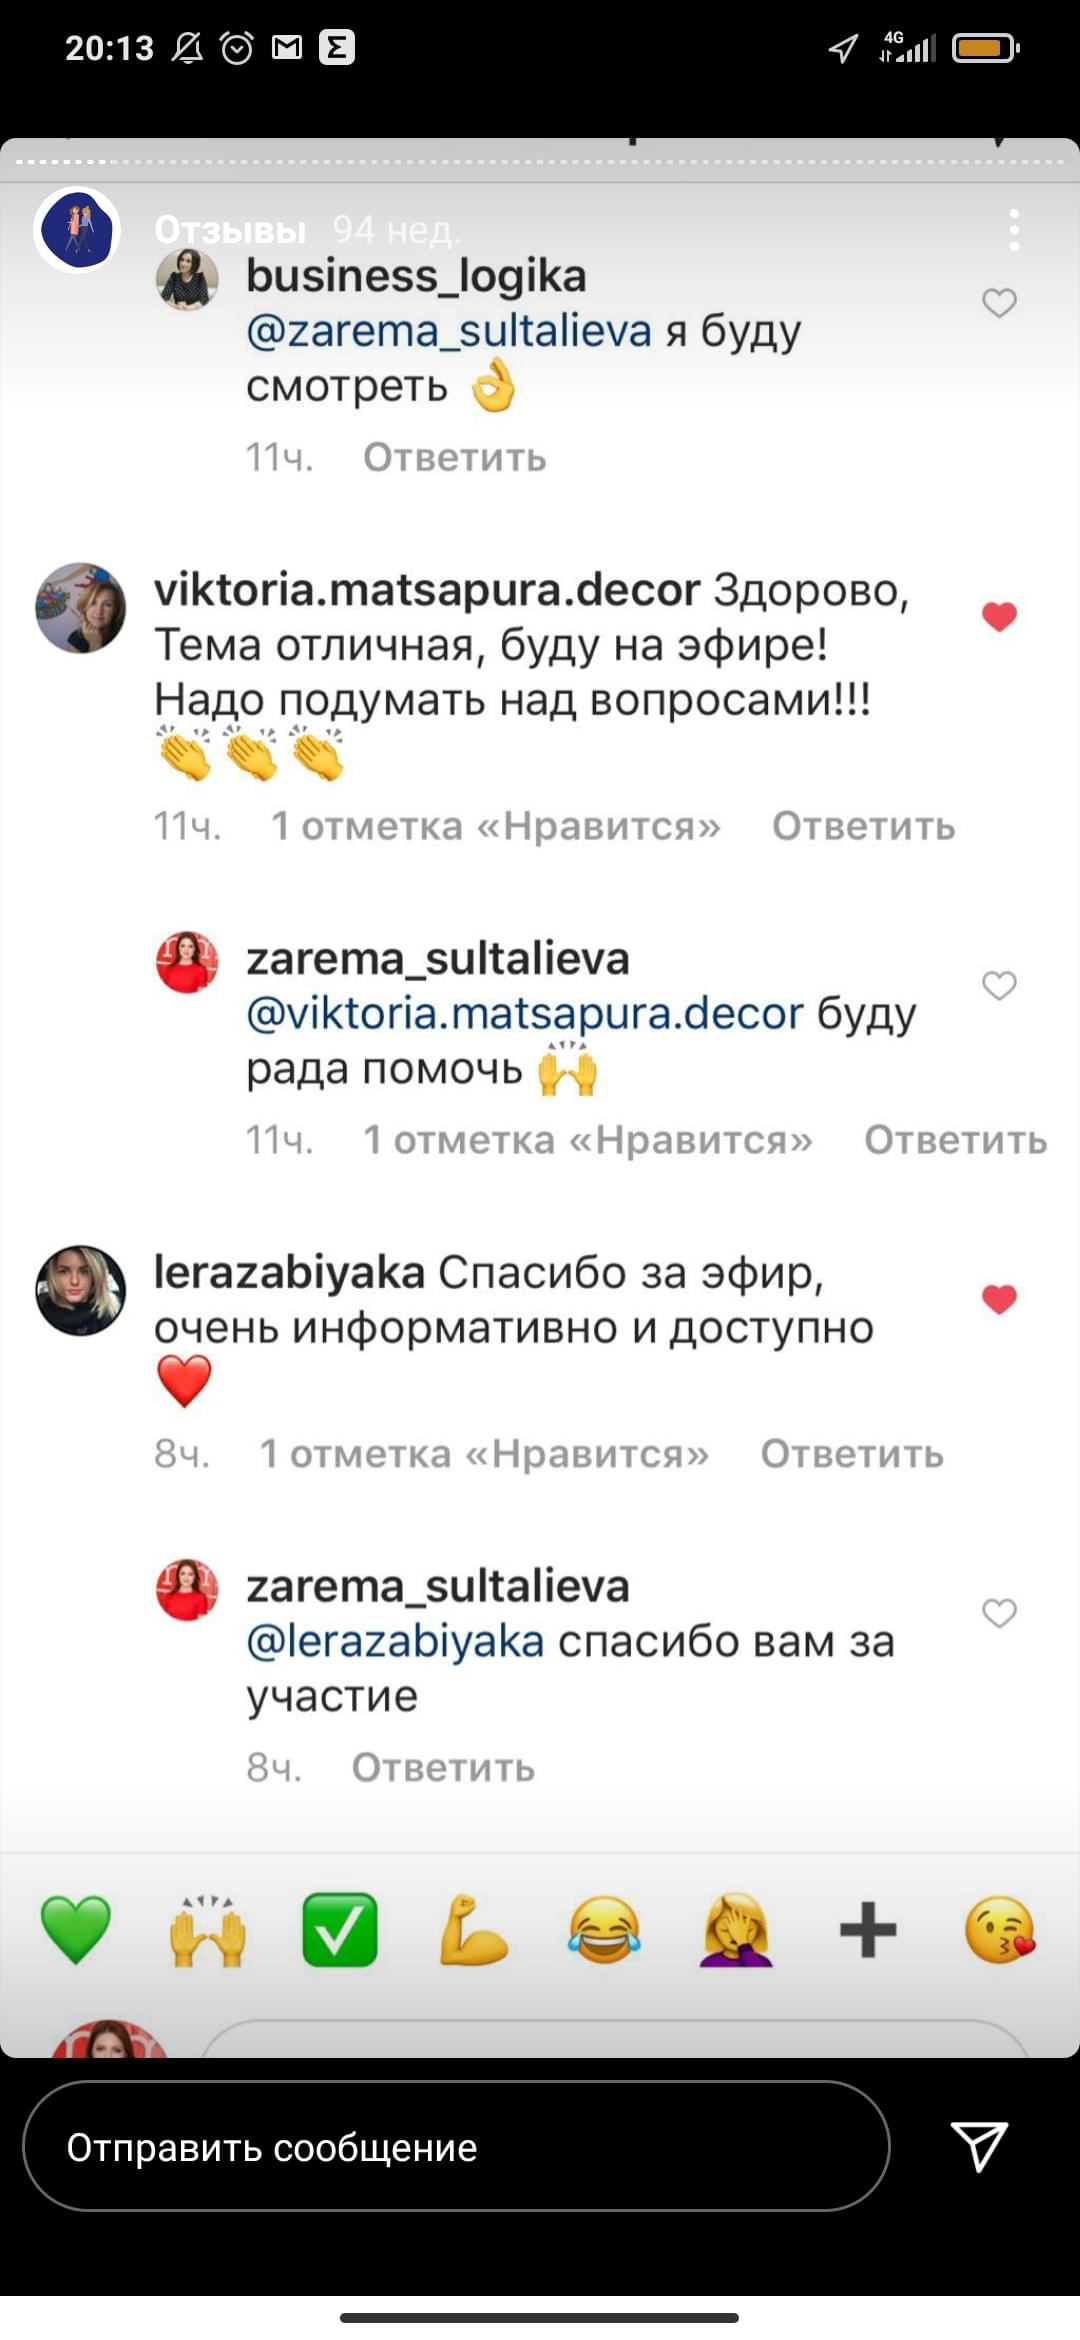 20:13
4G
Отзывы 94 нед.
business_logika
@zarema_sultalieva я буду
смотреть 👌
11ч. Ответить
viktoria.matsapura.decor Здорово,
Тема отличная, буду на эфире!
Надо подумать над вопросами!!!
👏👏👏
11ч. 1 отметка «Нравится» Ответить
zarema_sultalieva
@viktoria.matsapura.decor буду
рада помочь 🙌
11ч. 1 отметка «Нравится» Ответить
lerazabiyaka Спасибо за эфир,
очень информативно и доступно
❤️
8ч. 1 отметка «Нравится» Ответить
zarema_sultalieva
@lerazabiyaka спасибо вам за
участие
8ч. Ответить
Отправить сообщение